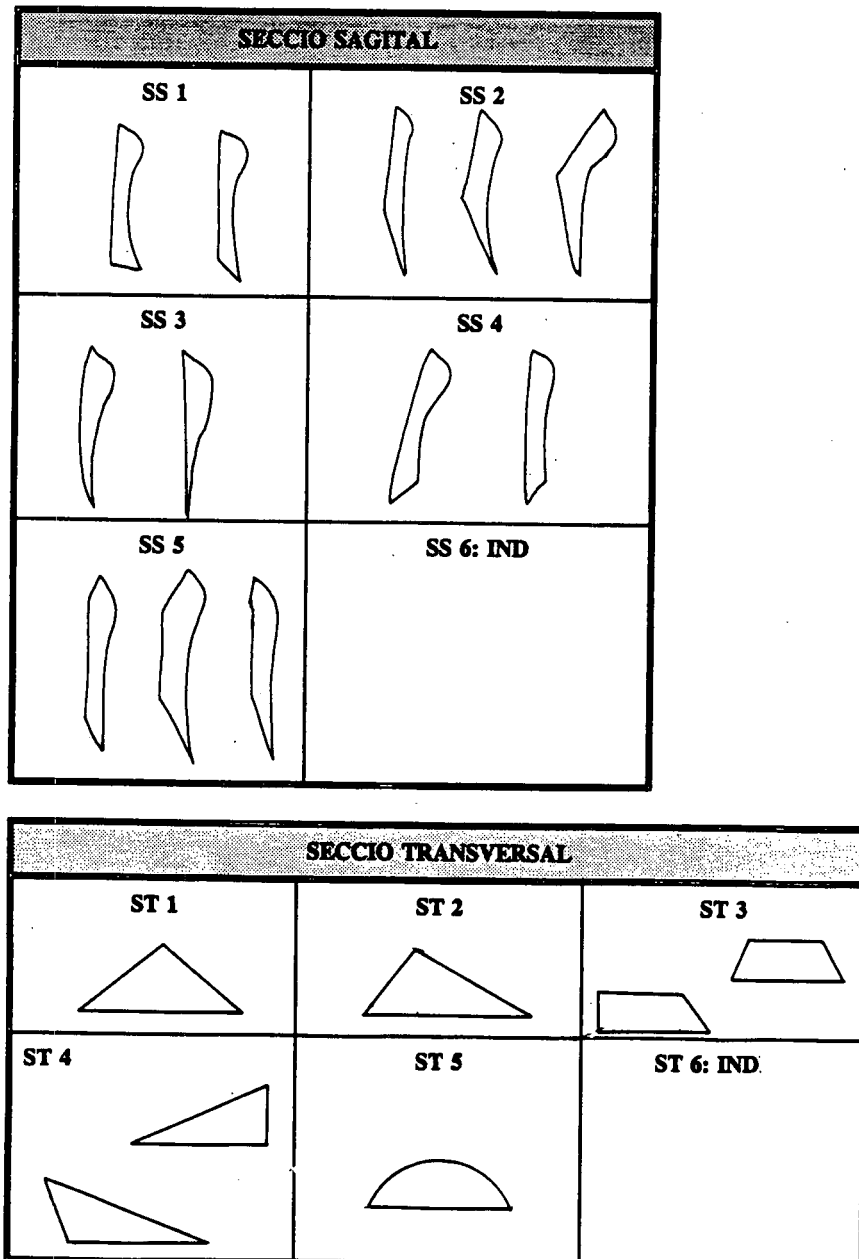 SECCIO SAGITAL
SS 1
SS 2
SS 3
SS 4
SS 5
SS 6: IND
SECCIO TRANSVERSAL
ST 1
ST 2
ST 3
ST 4
ST 5
ST 6: IND